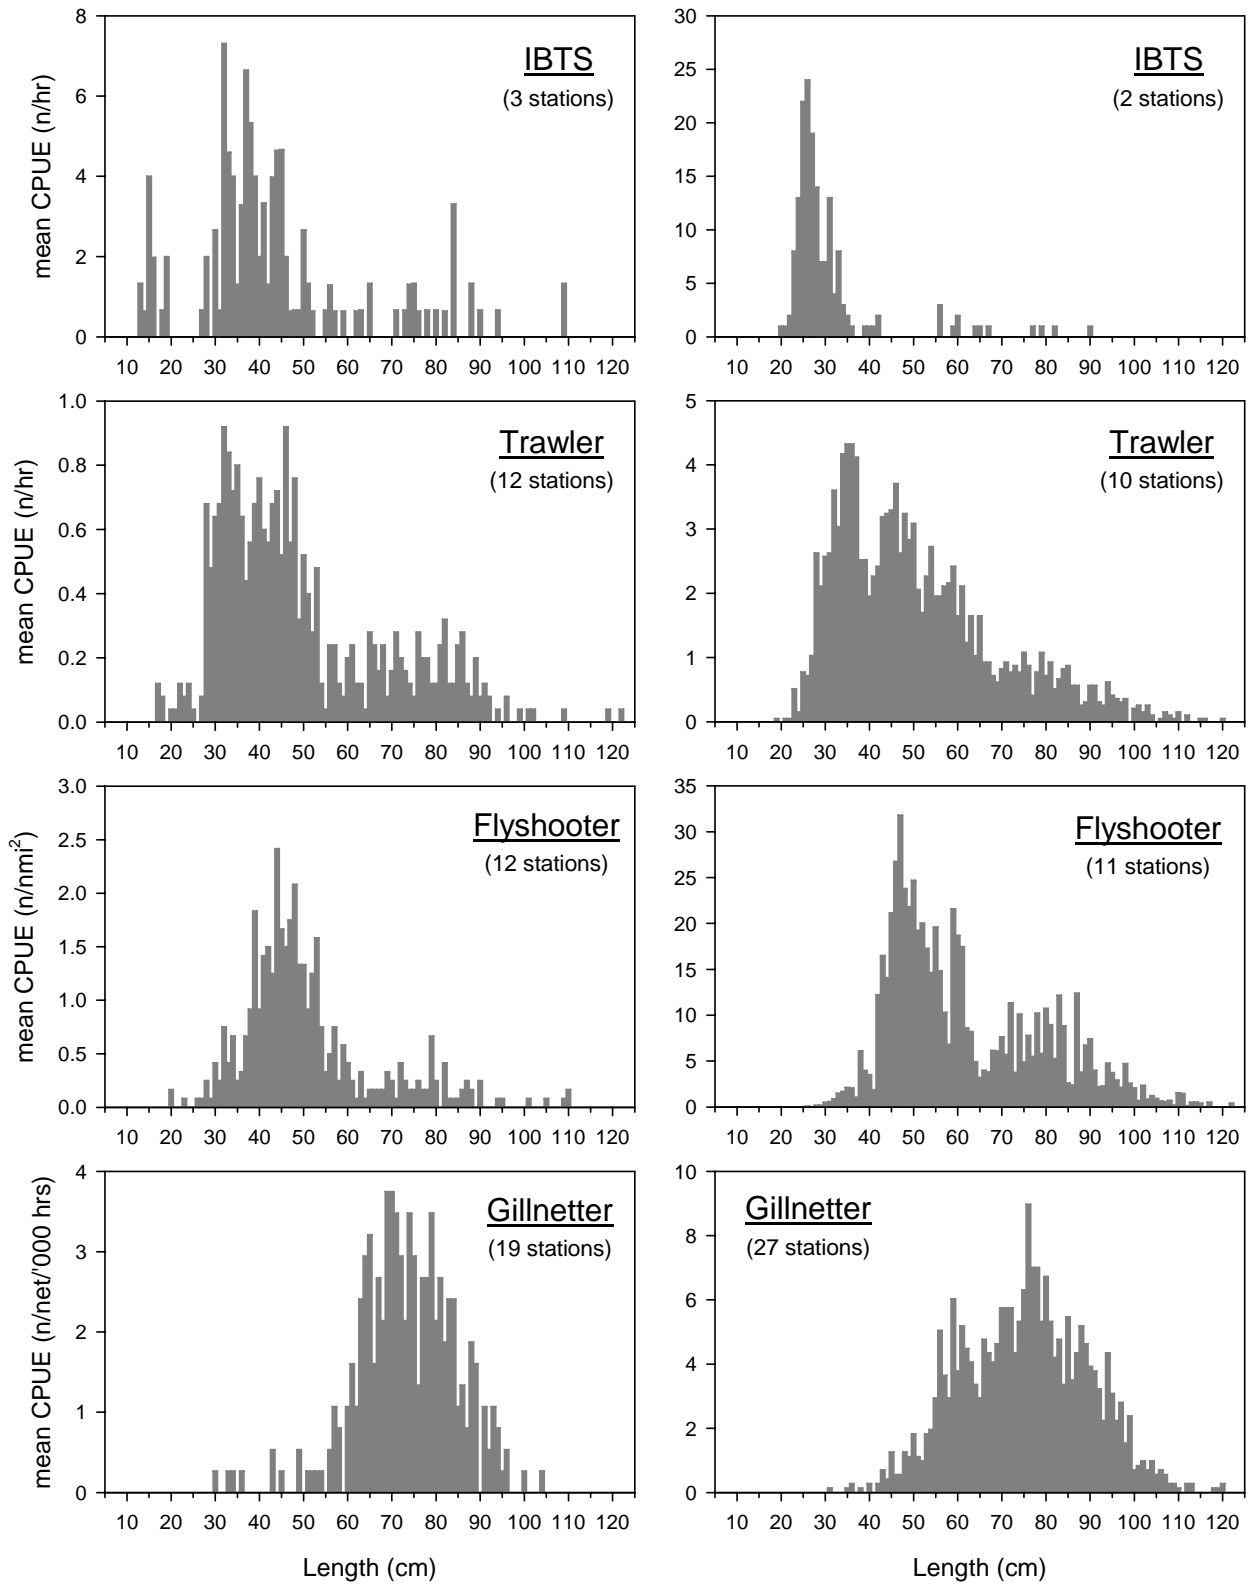 8
6
4
2
0
mean CPUE (n/hr)
IBTS
(3 stations)
10 20 30 40 50 60 70 80 90 100 110 120
30
25
20
15
10
5
0
IBTS
(2 stations)
10 20 30 40 50 60 70 80 90 100 110 120
1.0
0.8
0.6
0.4
0.2
0.0
mean CPUE (n/hr)
Trawler
(12 stations)
10 20 30 40 50 60 70 80 90 100 110 120
5
4
3
2
1
0
Trawler
(10 stations)
10 20 30 40 50 60 70 80 90 100 110 120
3.0
2.5
2.0
1.5
1.0
0.5
0.0
mean CPUE (n/nmi²)
Flyshooter
(12 stations)
10 20 30 40 50 60 70 80 90 100 110 120
35
30
25
20
15
10
5
0
Flyshooter
(11 stations)
10 20 30 40 50 60 70 80 90 100 110 120
4
3
2
1
0
mean CPUE (n/net/'000 hrs)
Gillnetter
(19 stations)
10 20 30 40 50 60 70 80 90 100 110 120
Length (cm)
10
8
6
4
2
0
Gillnetter
(27 stations)
10 20 30 40 50 60 70 80 90 100 110 120
Length (cm)